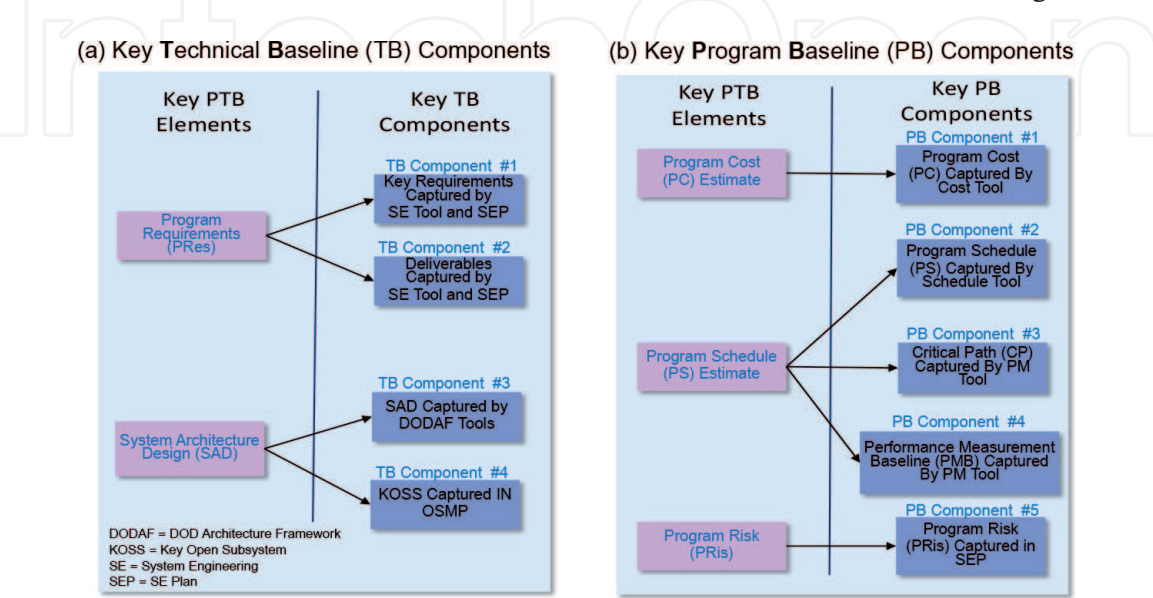 (a) Key Technical Baseline (TB) Components
Key PTB
Elements
Key TB
Components
TB Component #1
Key Requirements
Captured by
SE Tool and SEP
Program
Requirements
(PRes)
TB Component #2
Deliverables
Captured by
SE Tool and SEP
TB Component #3
SAD Captured by
DODAF Tools
System Architecture
Design (SAD)
TB Component #4
KOSS Captured IN
OSMP
DODAF = DOD Architecture Framework
KOSS = Key Open Subsystem
SE = System Engineering
SEP = SE Plan
(b) Key Program Baseline (PB) Components
Key PTB
Elements
Key PB
Components
PB Component #1
Program Cost
(PC) Estimate
Program Cost
(PC) Captured By
Cost Tool
PB Component #2
Program Schedule
(PS) Captured By
Schedule Tool
PB Component #3
Program Schedule
(PS) Estimate
Critical Path (CP)
Captured By PM
Tool
PB Component #4
Performance Measurement
Baseline (PMB) Captured
By PM Tool
PB Component #5
Program Risk
(PRis)
Program Risk
(PRis) Captured in
SEP